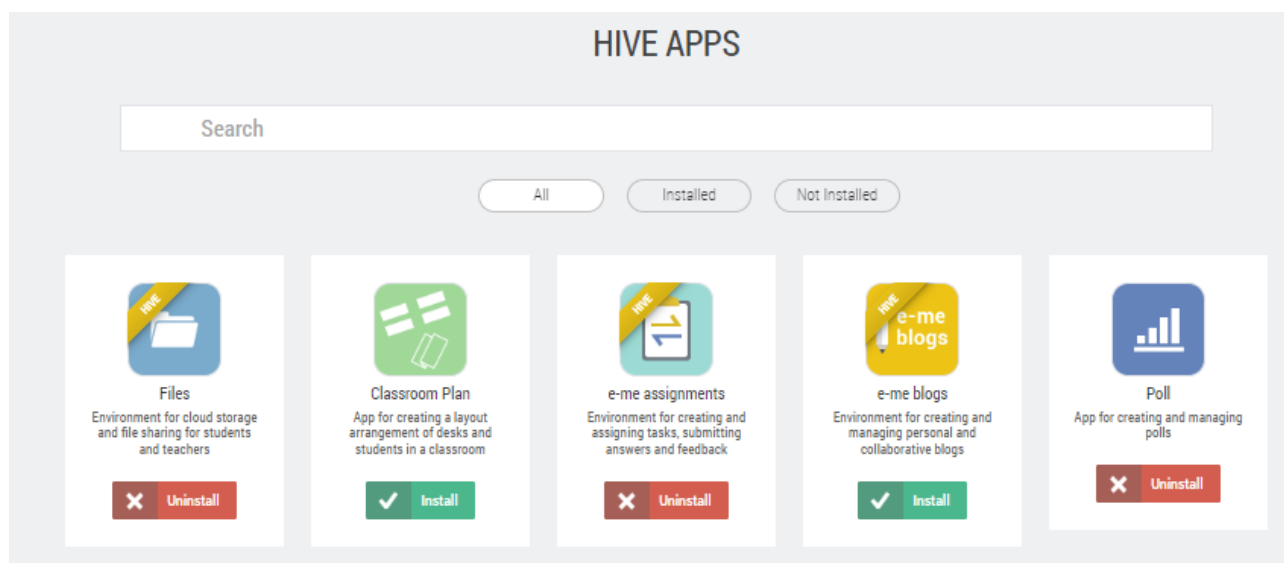 HIVE APPS
Search
All
Installed
Not Installed
HIVE
Files
Environment for cloud storage
and file sharing for students
and teachers
Uninstall
Classroom Plan
App for creating a layout
arrangement of desks and
students in a classroom
Install
HIVE
e-me assignments
Environment for creating and
assigning tasks, submitting
answers and feedback
Uninstall
HIVE
e-me
blogs
e-me blogs
Environment for creating and
managing personal and
collaborative blogs
Install
Poll
App for creating and managing
polls
Uninstall